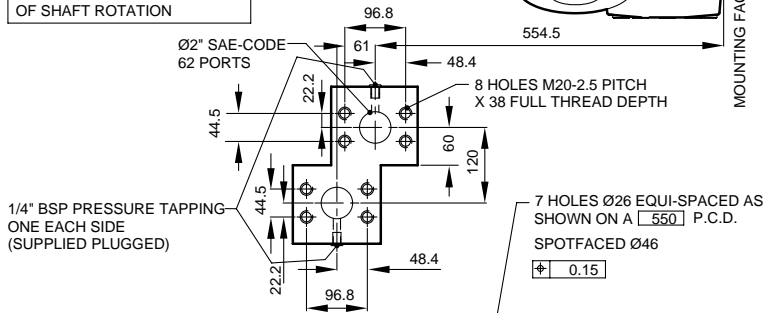 OF SHAFT ROTATION
96.8
554.5
Ø2" SAE-CODE
62 PORTS
61
48.4
MOUNTING FAC
22.2
8 HOLES M20-2.5 PITCH
X 38 FULL THREAD DEPTH
44.5
60
120
1/4" BSP PRESSURE TAPPING
ONE EACH SIDE
(SUPPLIED PLUGGED)
44.5
7 HOLES Ø26 EQUI-SPACED AS
SHOWN ON A 550 P.C.D.
SPOTFACED Ø46
⌖ 0.15
22.2
48.4
96.8